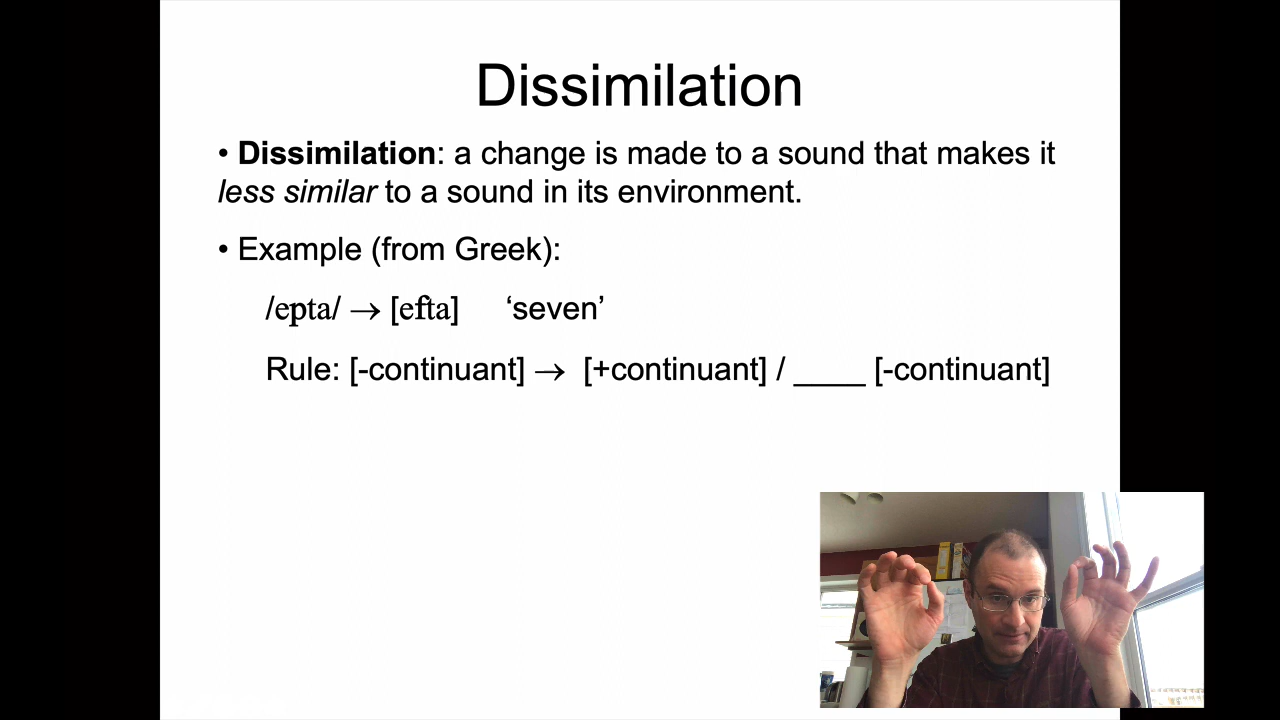 Dissimilation
• Dissimilation: a change is made to a sound that makes it
less similar to a sound in its environment.
• Example (from Greek):
/epta/ → [efta] ‘seven’
Rule: [-continuant] → [+continuant] / ____ [-continuant]